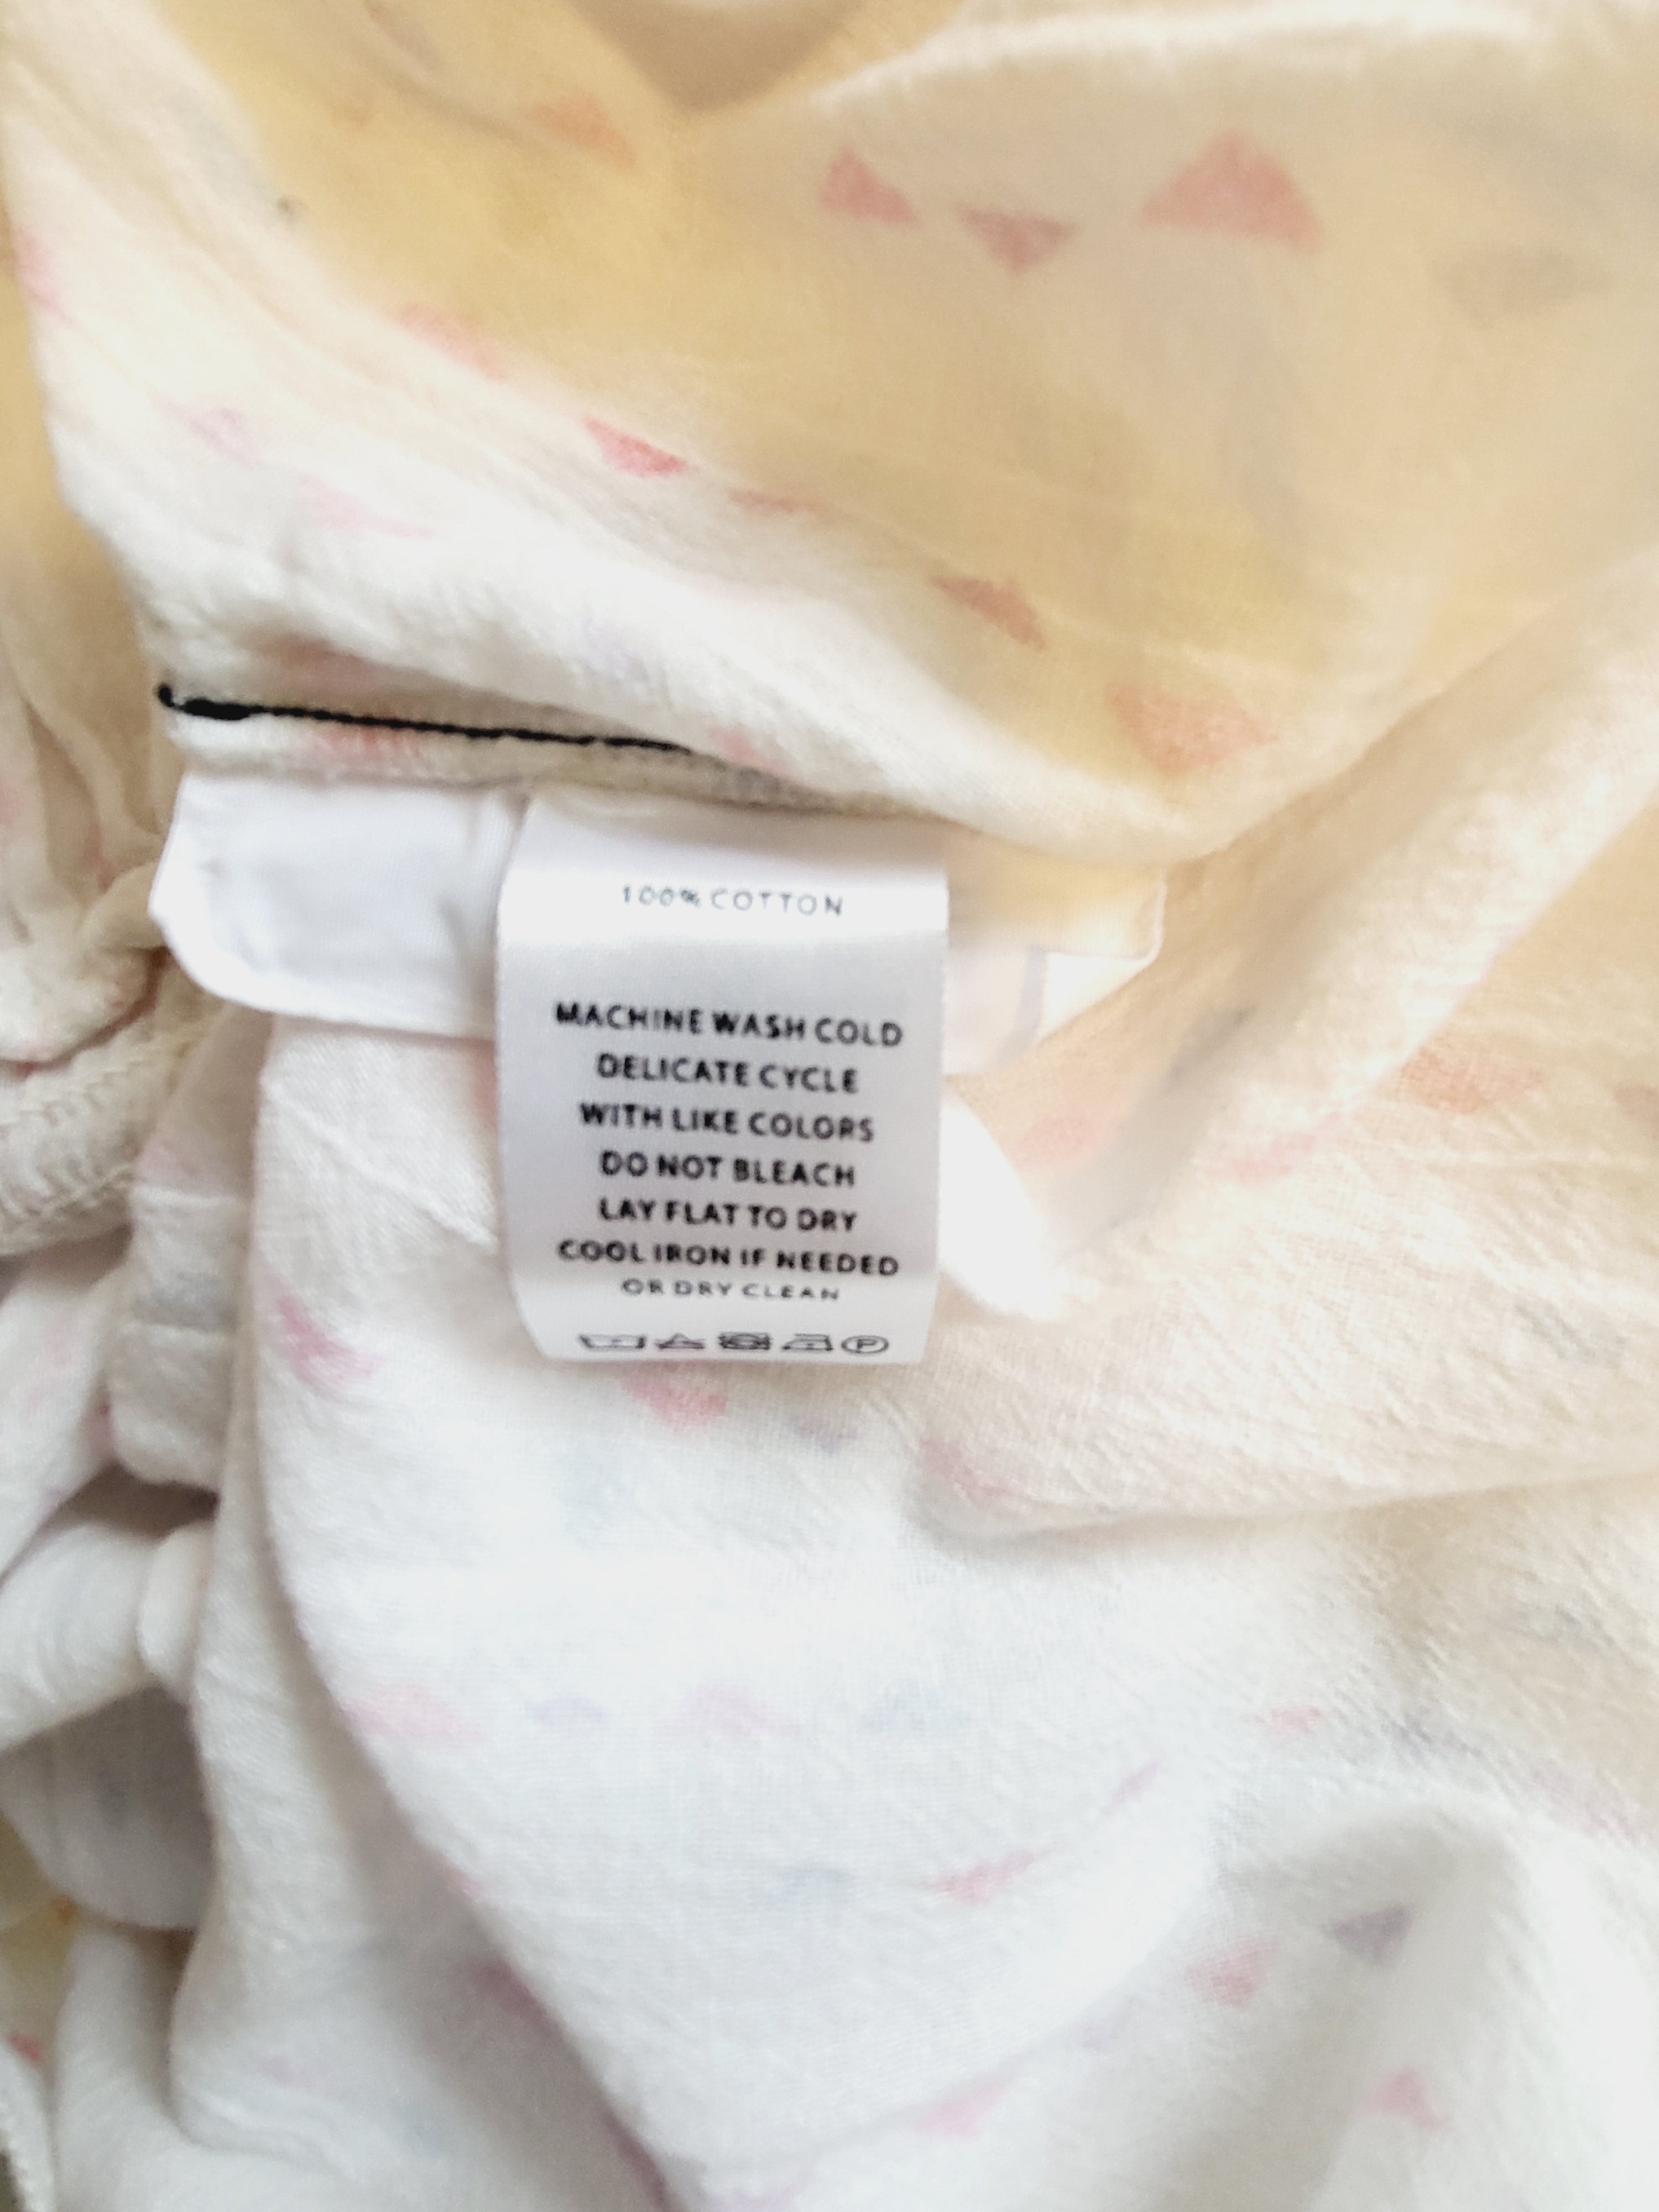 100% COTTON
MACHINE WASH COLD
DELICATE CYCLE
WITH LIKE COLORS
DO NOT BLEACH
LAY FLAT TO DRY
COOL IRON IF NEEDED
OR DRY CLEAN
P